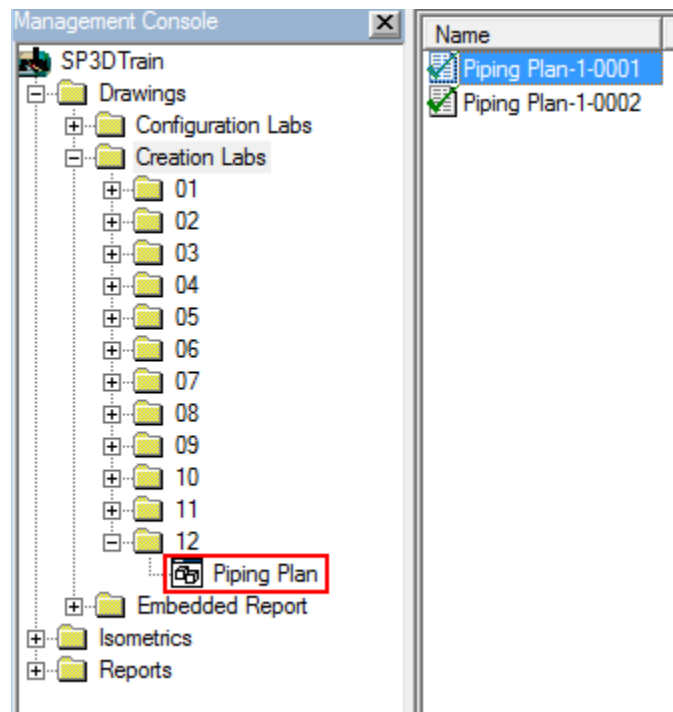 Management Console
SP3DTrain
Drawings
Configuration Labs
Creation Labs
01
02
03
04
05
06
07
08
09
10
11
12
Piping Plan
Embedded Report
Isometrics
Reports
Name
Piping Plan-1-0001
Piping Plan-1-0002